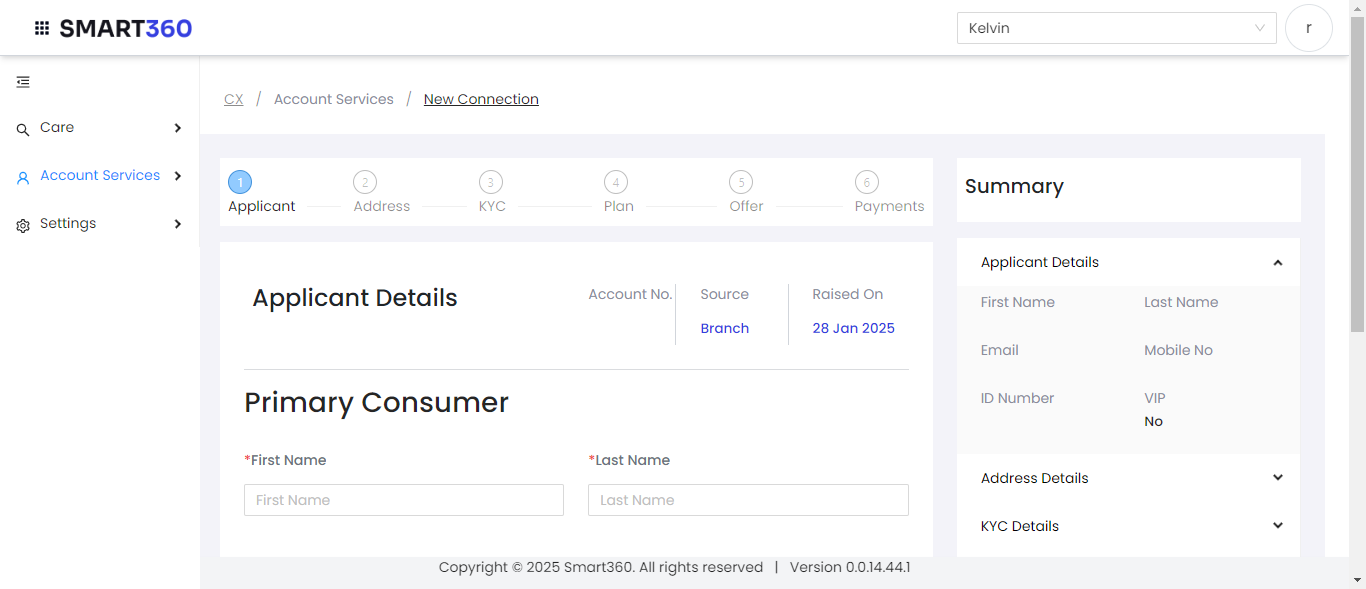 SMART360
Kelvin
r
CX / Account Services / New Connection
Care
Account Services
Settings
1 2 3 4 5 6
Applicant Address KYC Plan Offer Payments
Summary
Applicant Details
Account No. Source Raised On
Branch 28 Jan 2025
Primary Consumer
*First Name *Last Name
First Name Last Name
Applicant Details
First Name Last Name
Email Mobile No
ID Number VIP
No
Address Details
KYC Details
Copyright © 2025 Smart360. All rights reserved | Version 0.0.14.44.1